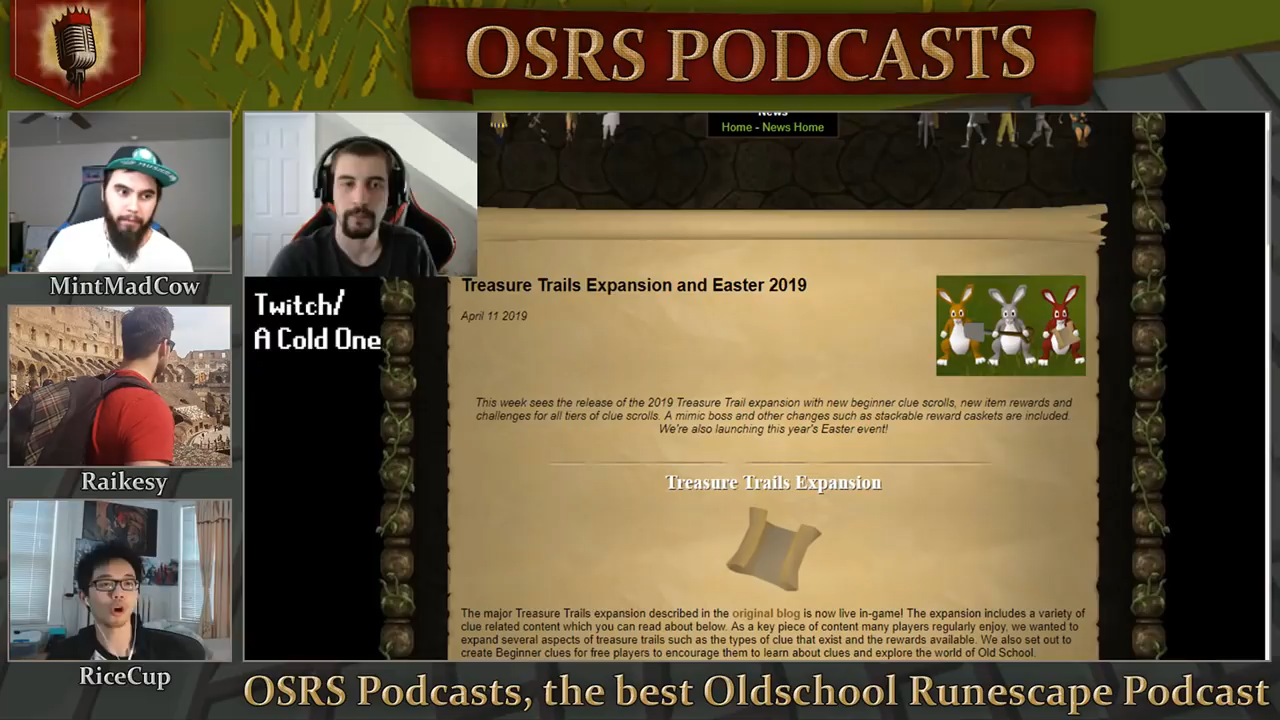 OSRS PODCASTS
News
Home - News Home
MintMadCow
Twitch/
A Cold One
Treasure Trails Expansion and Easter 2019
April 11 2019
This week sees the release of the 2019 Treasure Trail expansion with new beginner clue scrolls, new item rewards and
challenges for all tiers of clue scrolls. A mimic boss and other changes such as stackable reward caskets are included.
We're also launching this year's Easter event!
Raikesy
Treasure Trails Expansion
The major Treasure Trails expansion described in the original blog is now live in-game! The expansion includes a variety of
clue related content which you can read about below. As a key piece of content many players regularly enjoy, we wanted to
expand several aspects of treasure trails such as the types of clue that exist and the rewards available. We also set out to
create Beginner clues for free players to encourage them to learn about clues and explore the world of Old School.
RiceCup
OSRS Podcasts, the best Oldschool Runescape Podcast